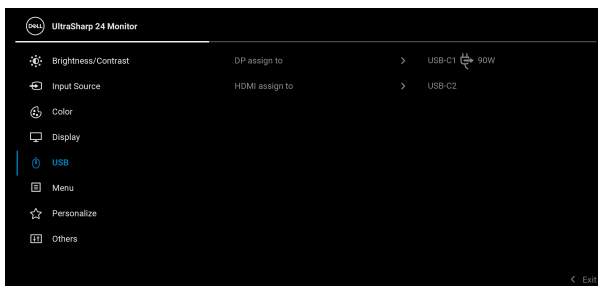 DELL UltraSharp 24 Monitor
Brightness/Contrast DP assign to > USB-C1 90W
Input Source HDMI assign to > USB-C2
Color
Display
USB
Menu
Personalize
Others
< Exit